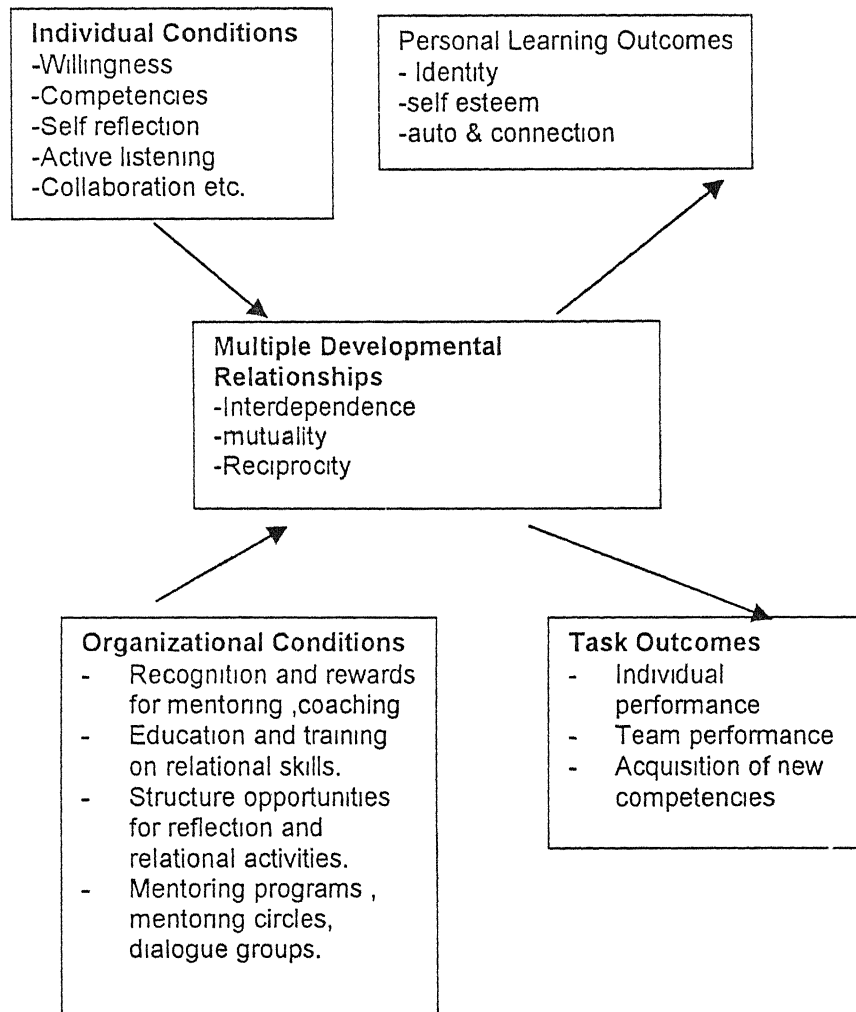 Individual Conditions
-Willingness
-Competencies
-Self reflection
-Active listening
-Collaboration etc.
Personal Learning Outcomes
- Identity
-self esteem
-auto & connection
Multiple Developmental
Relationships
-Interdependence
-mutuality
-Reciprocity
Organizational Conditions
- Recognition and rewards
for mentoring ,coaching
- Education and training
on relational skills.
- Structure opportunities
for reflection and
relational activities.
- Mentoring programs ,
mentoring circles,
dialogue groups.
Task Outcomes
- Individual
performance
- Team performance
- Acquisition of new
competencies